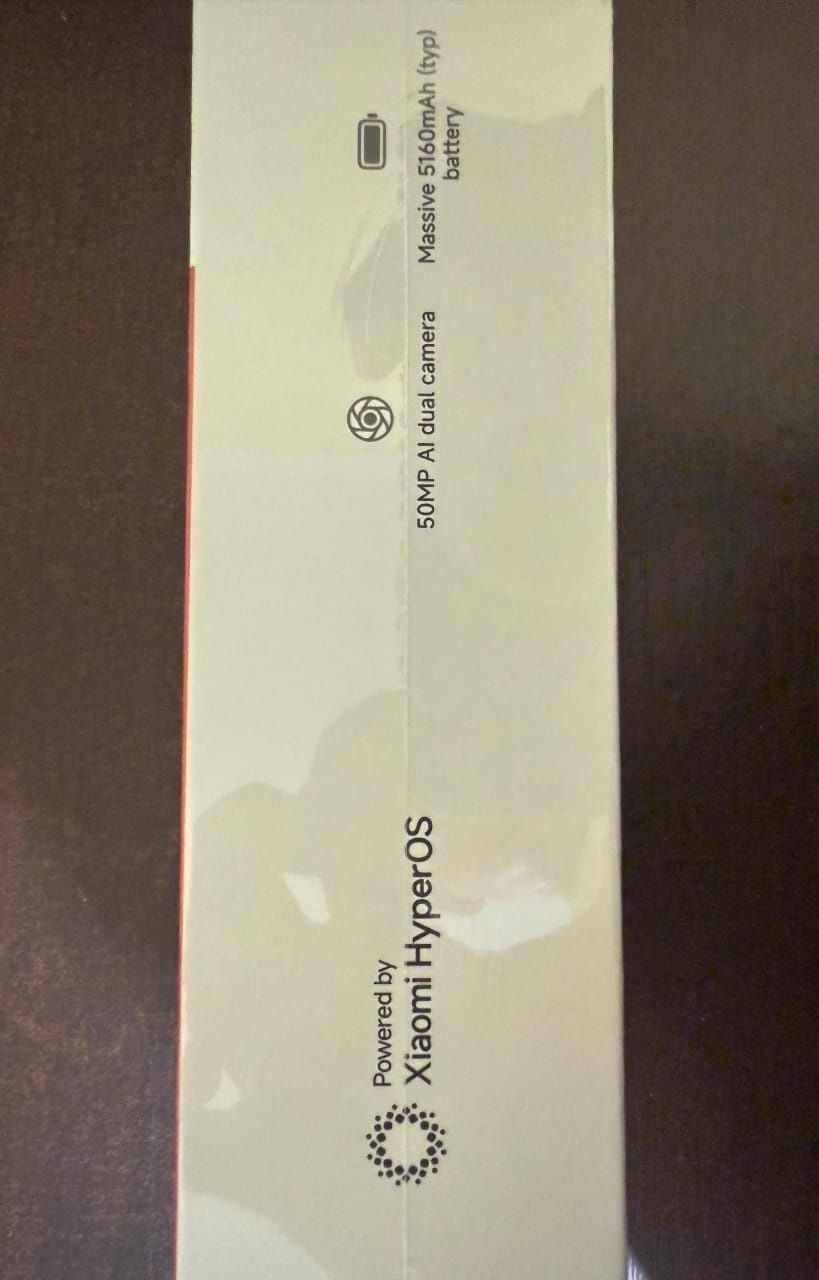 Powered by
Xiaomi HyperOS
50MP AI dual camera
Massive 5160mAh (typ)
battery